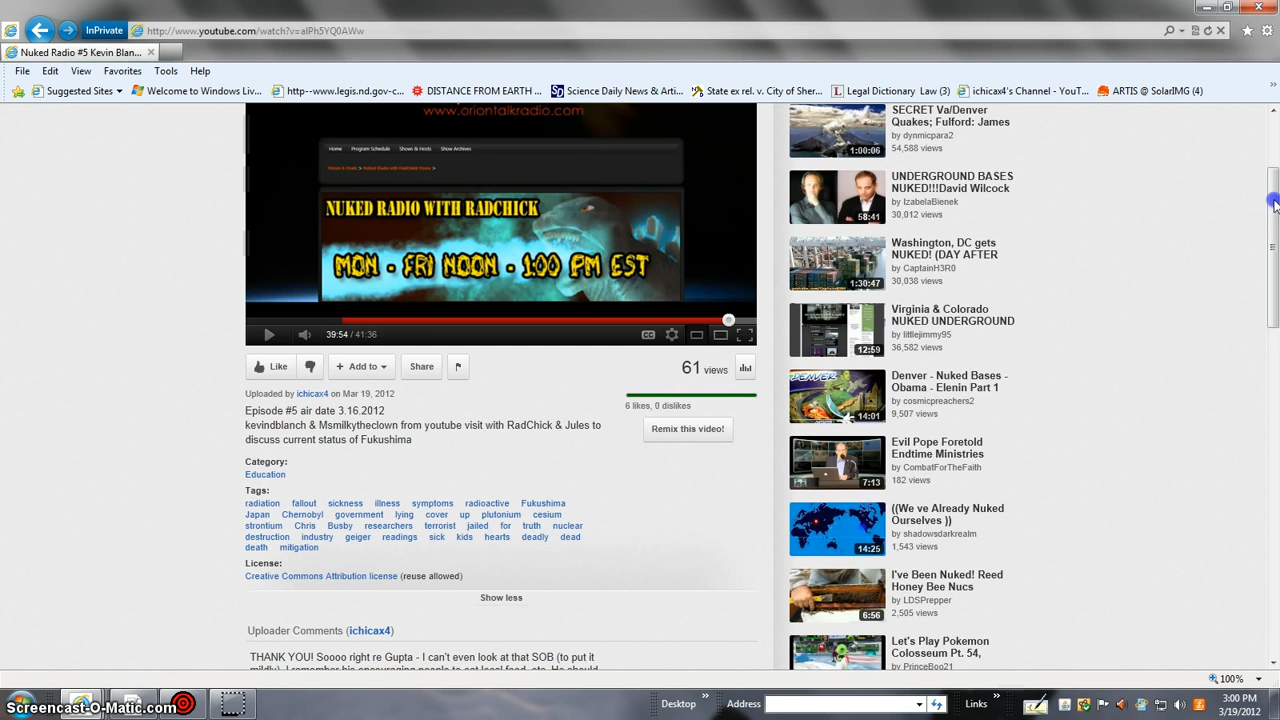 InPrivate
http://www.youtube.com/watch?v=alPh5YQ0AWw
Nuked Radio #5 Kevin Blan...
File Edit View Favorites Tools Help
Suggested Sites
Welcome to Windows Liv...
http--www.legis.nd.gov-c...
DISTANCE FROM EARTH ...
Science Daily News & Arti...
State ex rel. v. City of Sher...
Legal Dictionary Law (3)
ichicax4's Channel - YouT...
ARTIS @ SolarIMG (4)
www.oriontalkradio.com
Home Program Schedule Shows & Hosts Show Archives
NUKED RADIO WITH RADCHICK
MON - FRI NOON - 1:00 PM EST
39:54 / 41:36
CC
Like
+ Add to
Share
61 views
Uploaded by ichicax4 on Mar 19, 2012
6 likes, 0 dislikes
Remix this video!
Episode #5 air date 3.16.2012
kevindblanch & Msmilkytheclown from youtube visit with RadChick & Jules to
discuss current status of Fukushima
Category:
Education
Tags:
radiation fallout sickness illness symptoms radioactive Fukushima
Japan Chernobyl government lying cover up plutonium cesium
strontium Chris Busby researchers terrorist jailed for truth nuclear
destruction industry geiger readings sick kids hearts deadly dead
death mitigation
License:
Creative Commons Attribution license (reuse allowed)
Show less
Uploader Comments (ichicax4)
THANK YOU! Soooo right re Gupta - I can't even look at that SOB (to put it
SECRET Va/Denver
Quakes; Fulford: James
by dynmicpara2
54,588 views
1:00:06
UNDERGROUND BASES
NUKED!!!David Wilcock
by IzabelaBienek
30,012 views
58:41
Washington, DC gets
NUKED! (DAY AFTER
by CaptainH3R0
30,038 views
1:30:47
Virginia & Colorado
NUKED UNDERGROUND
by littlejimmy95
36,582 views
12:59
Denver - Nuked Bases -
Obama - Elenin Part 1
by cosmicpreachers2
9,507 views
DENVER
14:01
Evil Pope Foretold
Endtime Ministries
by CombatForTheFaith
182 views
7:13
((We ve Already Nuked
Ourselves ))
by shadowsdarkrealm
1,543 views
14:25
I've Been Nuked! Reed
Honey Bee Nucs
by LDSPrepper
2,505 views
6:56
Let's Play Pokemon
Colosseum Pt. 54,
by PrinceBoo21
100%
Screencast-O-Matic.com
Desktop
Address
Links
3:00 PM
3/19/2012